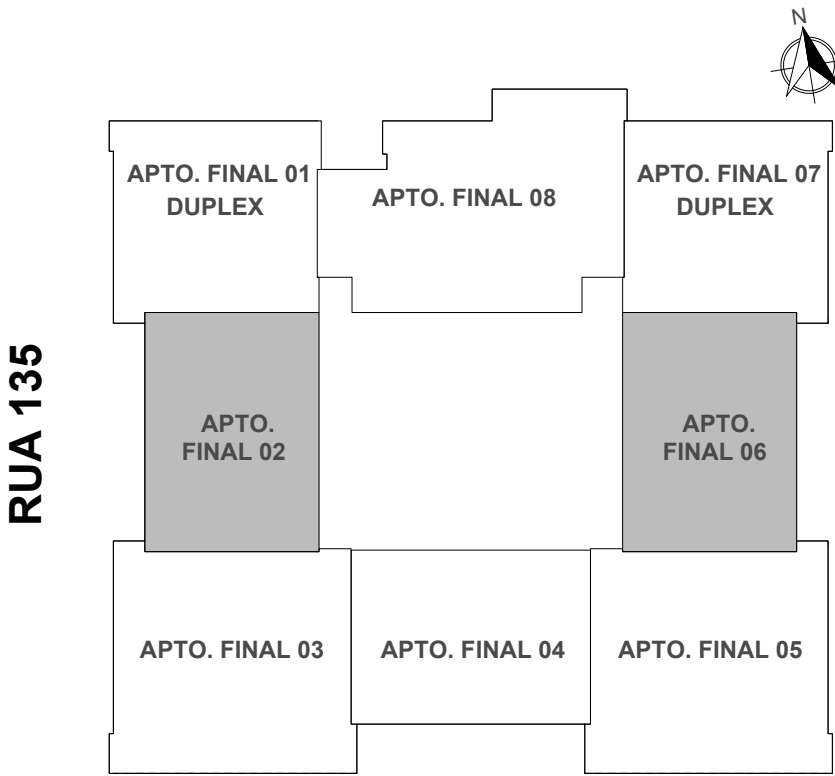 N
APTO. FINAL 01
DUPLEX
APTO. FINAL 08
APTO. FINAL 07
DUPLEX
RUA 135
APTO.
FINAL 02
APTO.
FINAL 06
APTO. FINAL 03
APTO. FINAL 04
APTO. FINAL 05